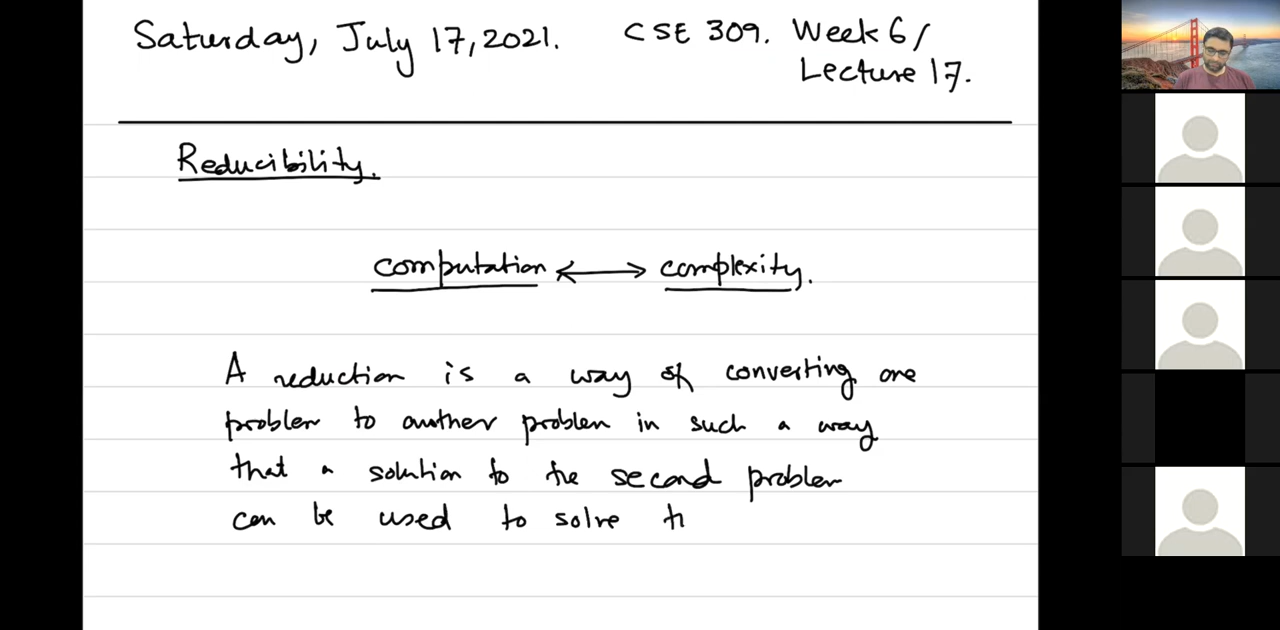 Saturday, July 17, 2021. CSE 309. Week 6/
Lecture 17.
Reducibility.
computation ↔ complexity.
A reduction is a way of converting one
problem to another problem in such a way
that a solution to the second problem
can be used to solve t